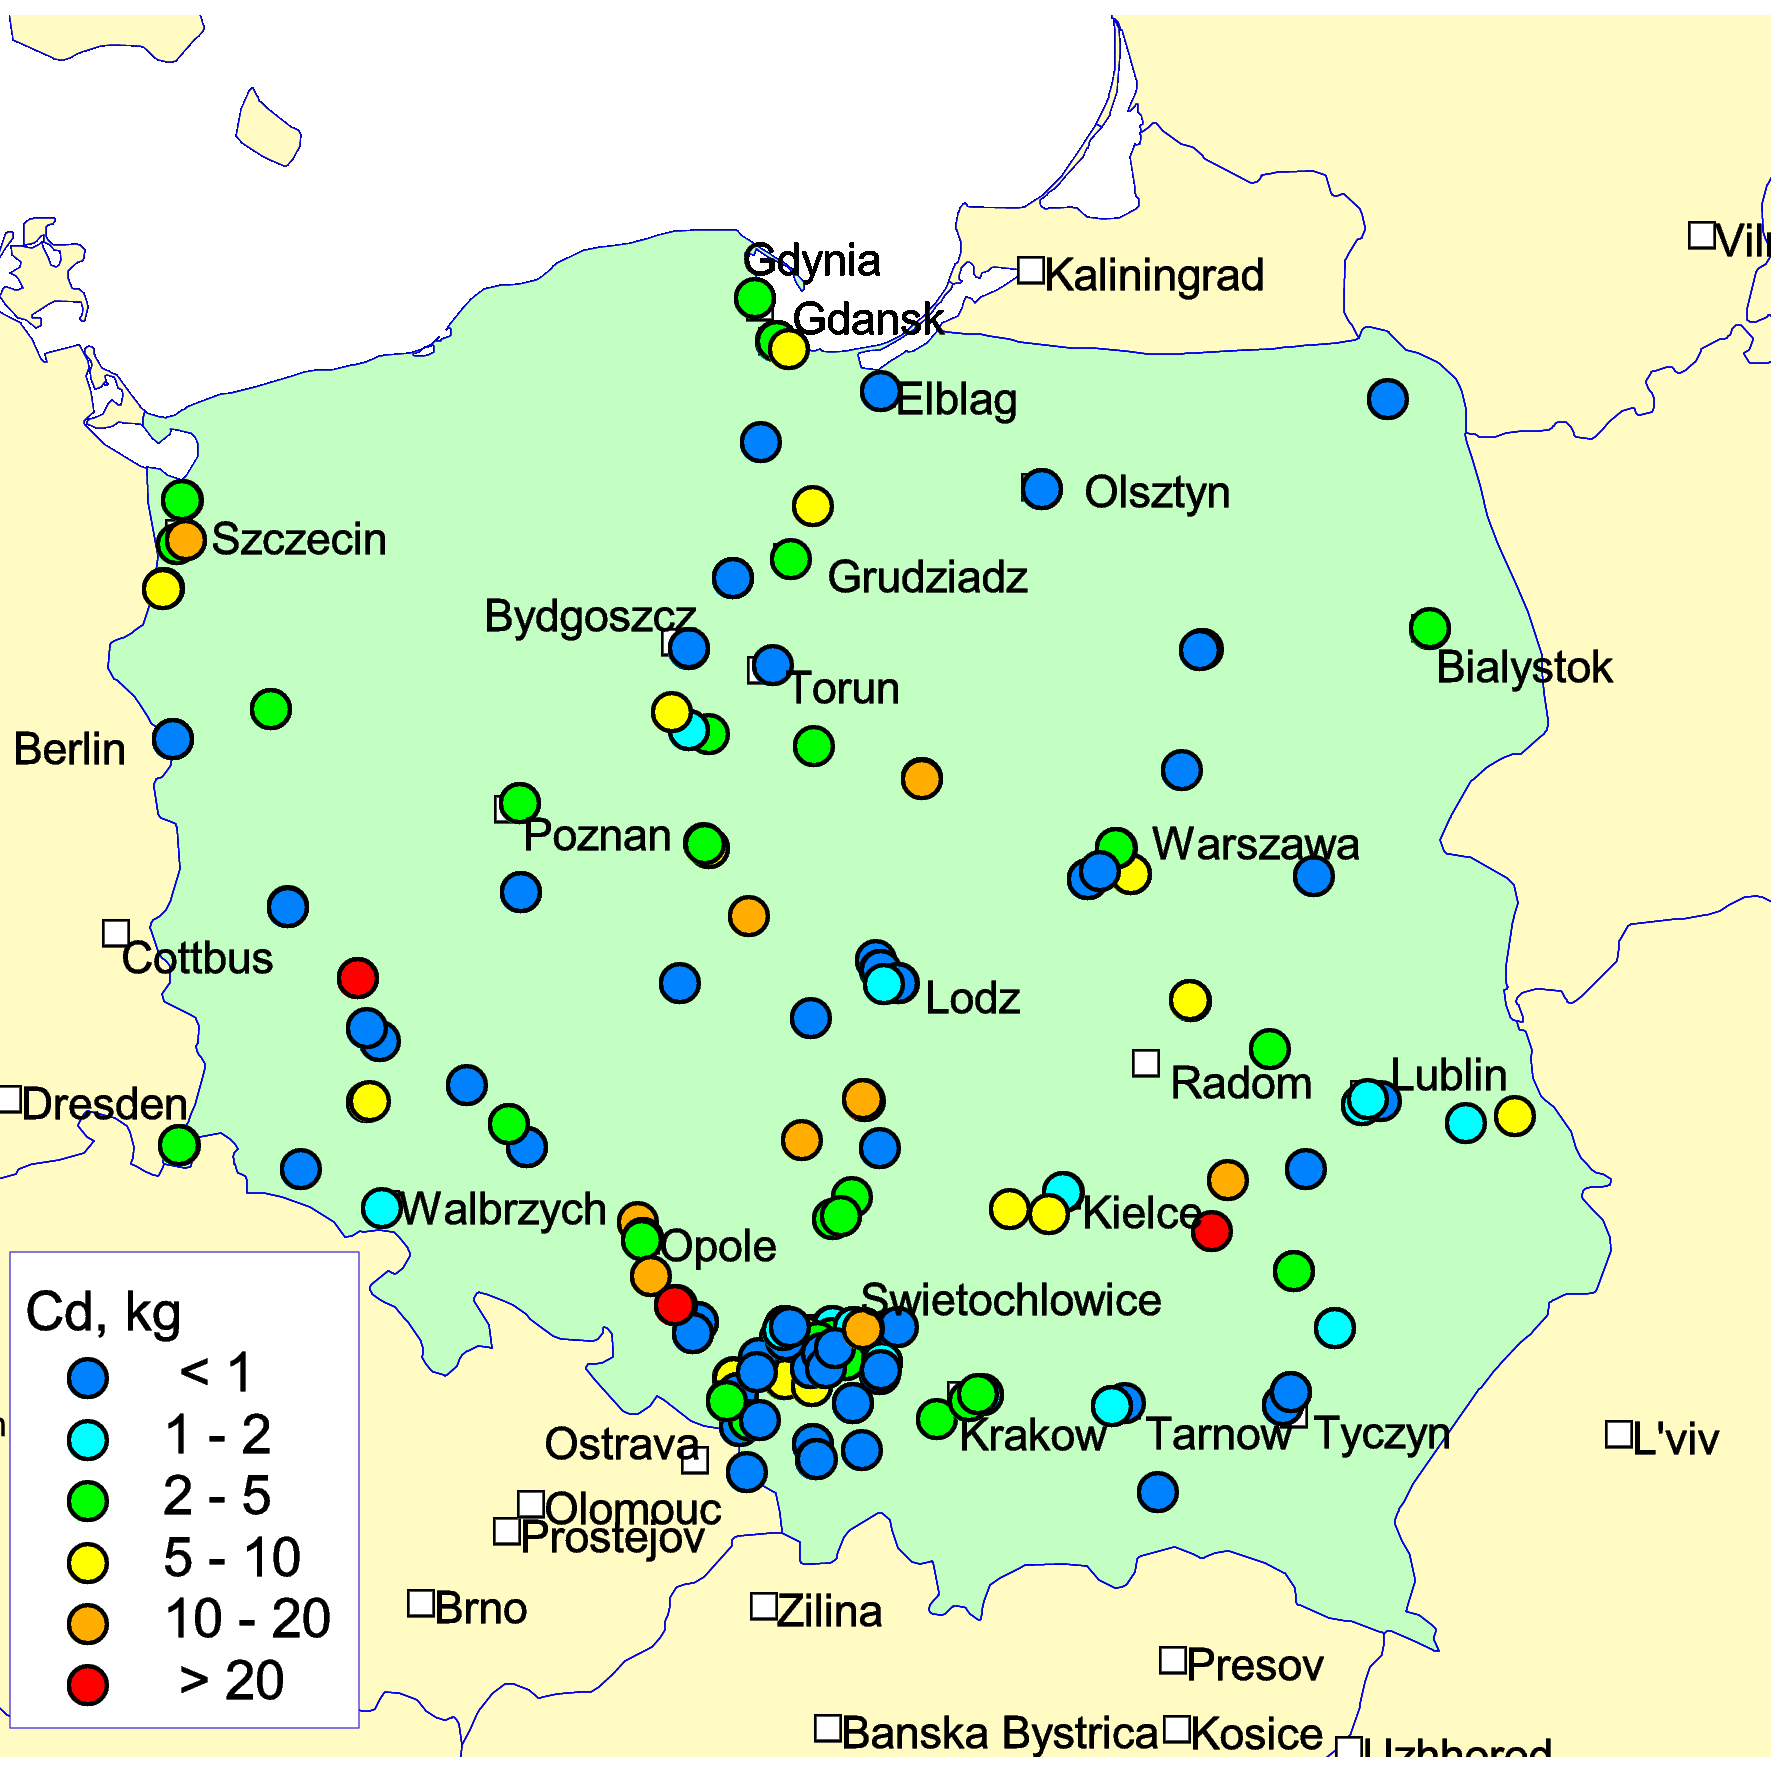 Gdynia
Kaliningrad
Gdansk
Elblag
Olsztyn
Szczecin
Grudziadz
Bydgoszcz
Bialystok
Torun
Berlin
Poznan
Warszawa
Cottbus
Lodz
Radom
Lublin
Dresden
Walbrzych
Kielce
Opole
Swietochlowice
Krakow
Tarnow
Tyczyn
Ostrava
L'viv
Olomouc
Prostejov
Brno
Zilina
Presov
Banska Bystrica
Kosice
Uzhhorod
Cd, kg
< 1
1 - 2
2 - 5
5 - 10
10 - 20
> 20